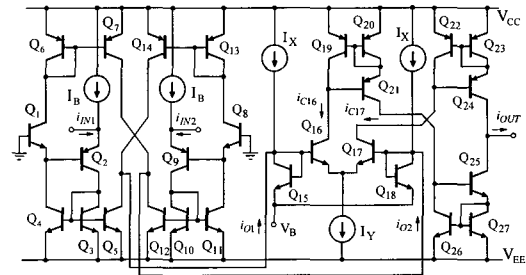 Q6 Q7 Q14 Q13 IX Q20 IX Q22 Q23 VCC
Q19
IB IB Q21 Q24
iC16 iC17 iOUT
Q1 iIN1 iIN2 Q8 Q16 Q17
Q2 Q9 Q25
Q15 Q18
Q4 Q3 Q5 Q12 Q10 Q11 iO1 VB IY iO2 Q26 Q27
VEE